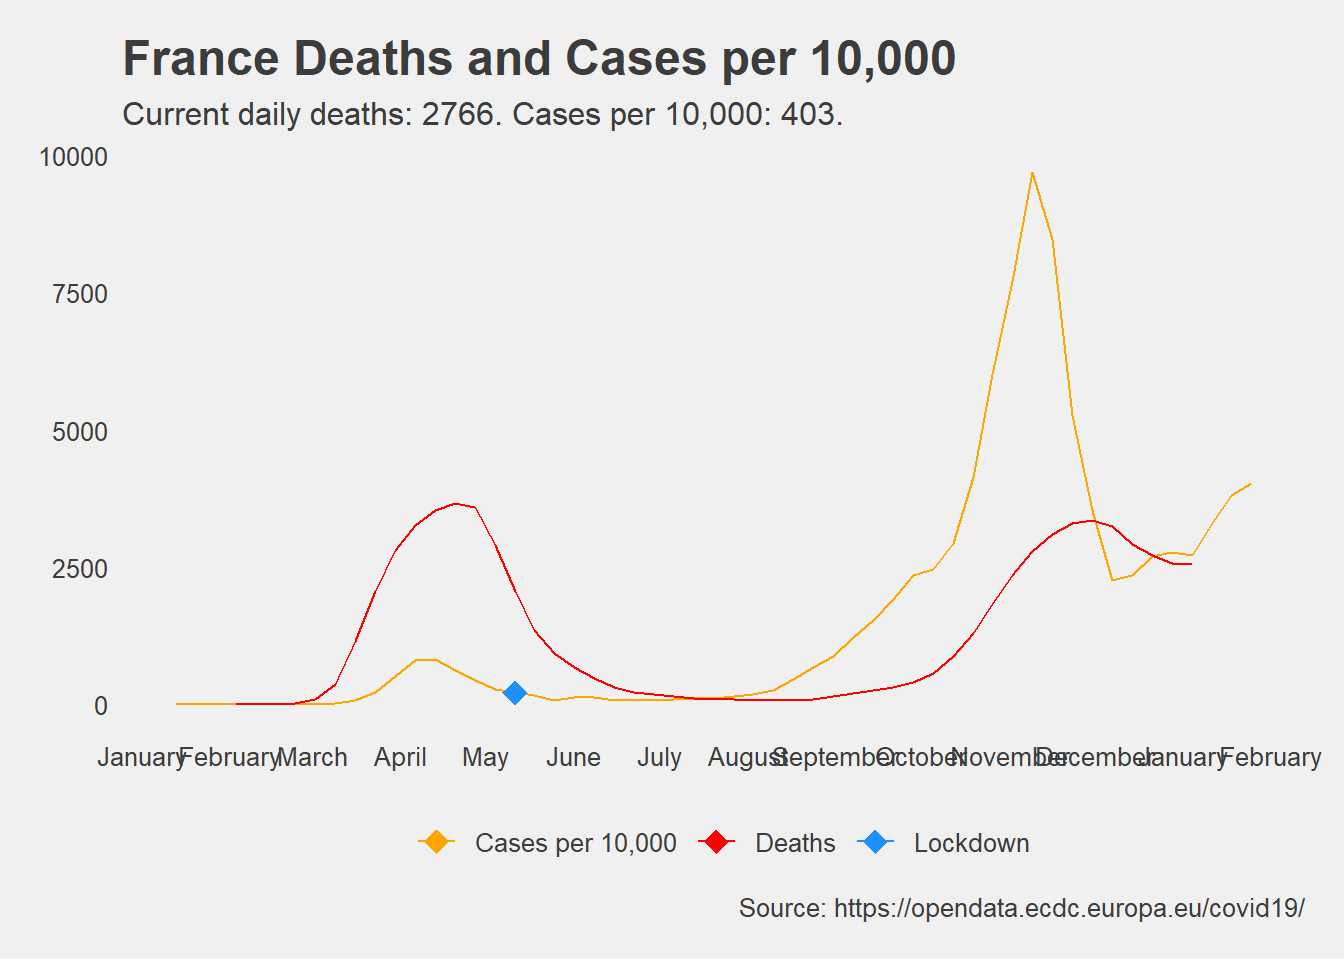 France Deaths and Cases per 10,000
Current daily deaths: 2766. Cases per 10,000: 403.
10000
7500
5000
2500
0
January February March April May June July August September October November December January February
Cases per 10,000 Deaths Lockdown
Source: https://opendata.ecdc.europa.eu/covid19/